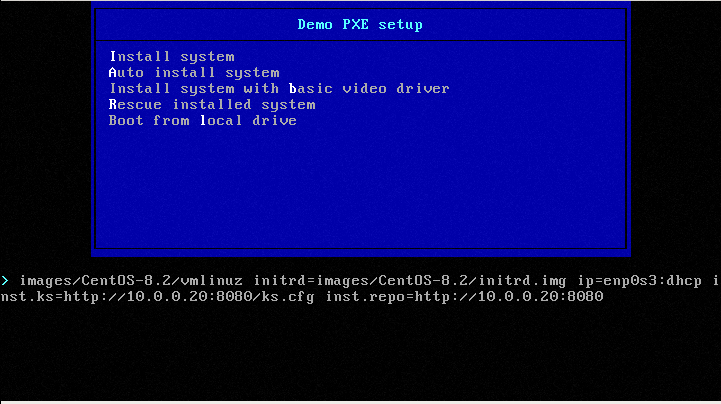 Demo PXE setup
Install system
Auto install system
Install system with basic video driver
Rescue installed system
Boot from local drive
> images/CentOS-8.2/vmlinuz initrd=images/CentOS-8.2/initrd.img ip=enp0s3:dhcp i
nst.ks=http://10.0.0.20:8080/ks.cfg inst.repo=http://10.0.0.20:8080